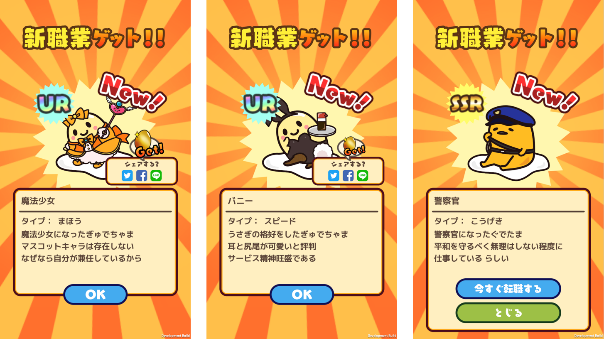 新職業ゲット!!
New!
UR
Get!
シェアする?
魔法少女
タイプ： まほう
魔法少女になったぎゅでちゃま
マスコットキャラは存在しない
なぜなら自分が兼任しているから
OK
新職業ゲット!!
New!
UR
Get!
シェアする?
バニー
タイプ： スピード
うさぎの格好をしたぎゅでちゃま
耳と尻尾が可愛いと評判
サービス精神旺盛である
OK
新職業ゲット!!
New!
SSR
警察官
タイプ： こうげき
警察官になったぐでたま
平和を守るべく無理はしない程度に
仕事している らしい
今すぐ転職する
とじる